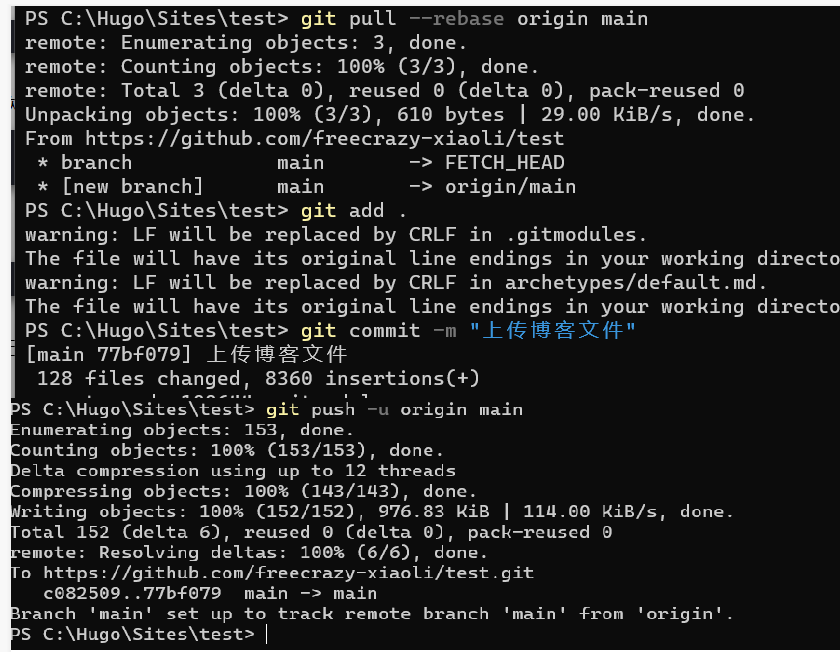 PS C:\Hugo\Sites\test> git pull --rebase origin main
remote: Enumerating objects: 3, done.
remote: Counting objects: 100% (3/3), done.
remote: Total 3 (delta 0), reused 0 (delta 0), pack-reused 0
Unpacking objects: 100% (3/3), 610 bytes | 29.00 KiB/s, done.
From https://github.com/freecrazy-xiaoli/test
 * branch            main       -> FETCH_HEAD
 * [new branch]      main       -> origin/main
PS C:\Hugo\Sites\test> git add .
warning: LF will be replaced by CRLF in .gitmodules.
The file will have its original line endings in your working directo
warning: LF will be replaced by CRLF in archetypes/default.md.
The file will have its original line endings in your working directo
PS C:\Hugo\Sites\test> git commit -m "上传博客文件"
[main 77bf079] 上传博客文件
 128 files changed, 8360 insertions(+)
PS C:\Hugo\Sites\test> git push -u origin main
Enumerating objects: 153, done.
Counting objects: 100% (153/153), done.
Delta compression using up to 12 threads
Compressing objects: 100% (143/143), done.
Writing objects: 100% (152/152), 976.83 KiB | 114.00 KiB/s, done.
Total 152 (delta 6), reused 0 (delta 0), pack-reused 0
remote: Resolving deltas: 100% (6/6), done.
To https://github.com/freecrazy-xiaoli/test.git
   c082509..77bf079  main -> main
Branch 'main' set up to track remote branch 'main' from 'origin'.
PS C:\Hugo\Sites\test>